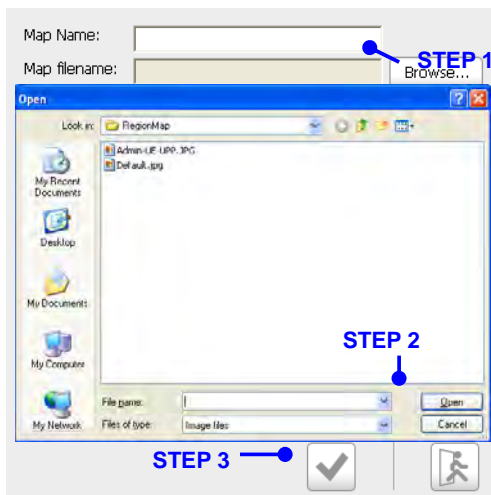 Map Name:
STEP 1
Map filename:
Browse...
Open
Look in: RegionMap
Admin-UE-UPP.JPG
Default.jpg
My Recent
Documents
Desktop
My Documents
My Computer
STEP 2
File name: Open
My Network Files of type: Image files Cancel
STEP 3